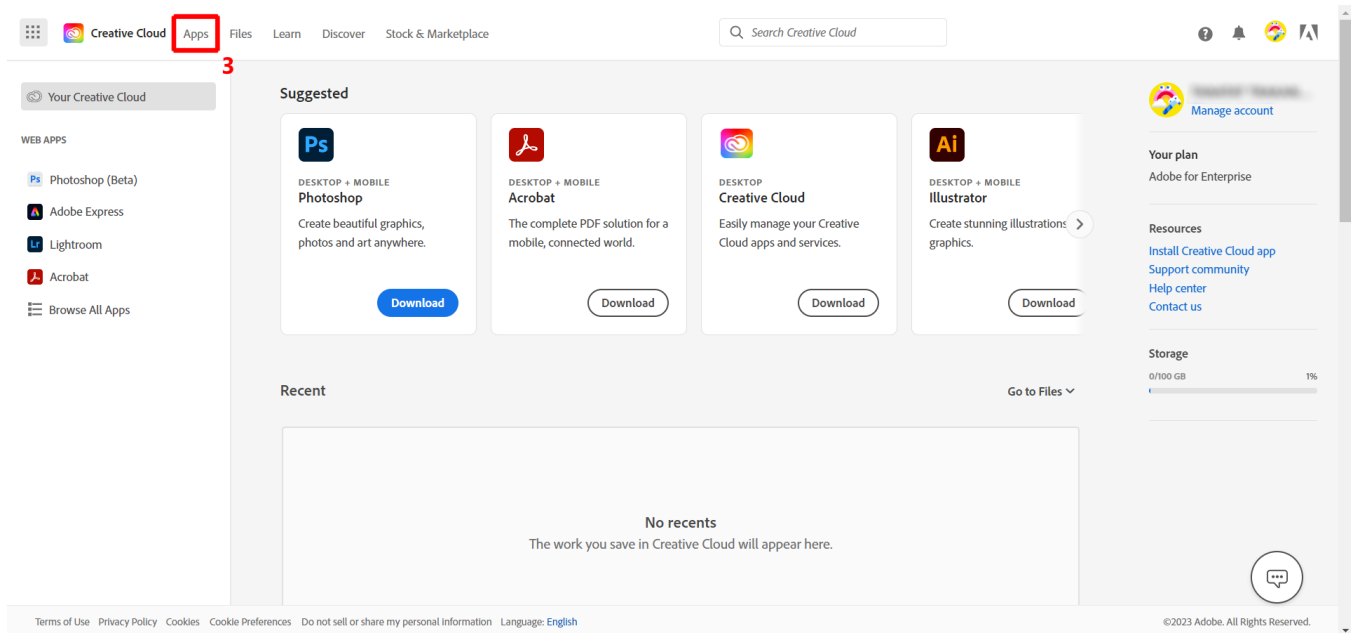 Creative Cloud Apps Files Learn Discover Stock & Marketplace Search Creative Cloud
3
Your Creative Cloud
WEB APPS
Ps Photoshop (Beta)
Adobe Express
Lr Lightroom
Acrobat
Browse All Apps
Suggested
Ps
DESKTOP + MOBILE
Photoshop
Create beautiful graphics,
photos and art anywhere.
Download
DESKTOP + MOBILE
Acrobat
The complete PDF solution for a
mobile, connected world.
Download
DESKTOP
Creative Cloud
Easily manage your Creative
Cloud apps and services.
Download
Ai
DESKTOP + MOBILE
Illustrator
Create stunning illustrations
graphics.
Download
Recent
Go to Files
No recents
The work you save in Creative Cloud will appear here.
Manage account
Your plan
Adobe for Enterprise
Resources
Install Creative Cloud app
Support community
Help center
Contact us
Storage
0/100 GB 1%
Terms of Use Privacy Policy Cookies Cookie Preferences Do not sell or share my personal information Language: English ©2023 Adobe. All Rights Reserved.